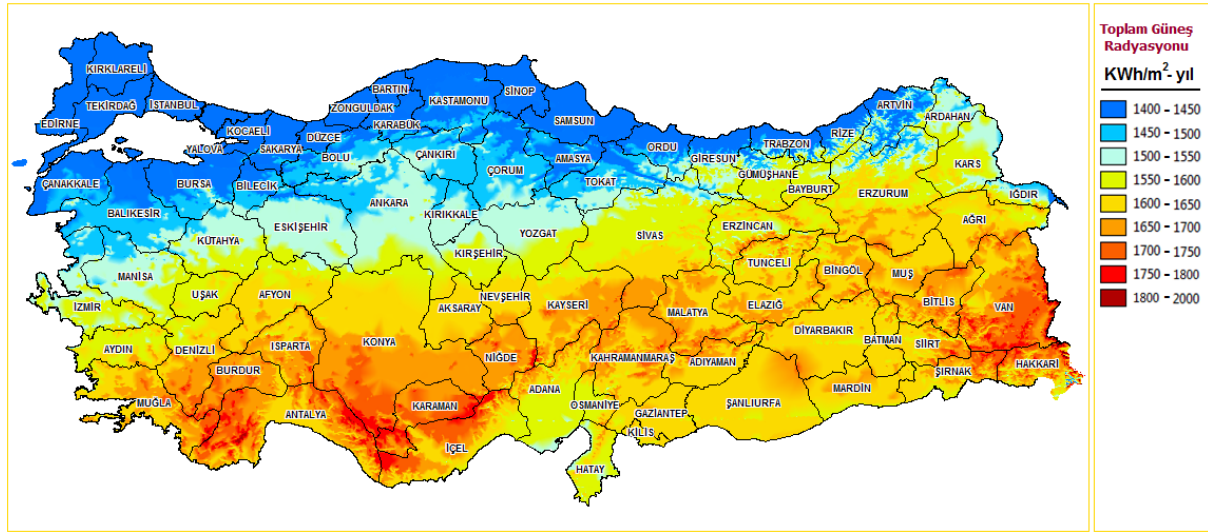 KIRKLARELİ
TEKİRDAĞ
İSTANBUL
EDİRNE
KOCAELİ
YALOVA
SAKARYA
DÜZCE
ZONGULDAK
BARTIN
KARABÜK
KASTAMONU
SİNOP
SAMSUN
ORDU
GİRESUN
TRABZON
RİZE
ARTVİN
ARDAHAN
ÇANAKKALE
BURSA
BİLECİK
BOLU
ÇANKIRI
ÇORUM
AMASYA
TOKAT
GÜMÜŞHANE
BAYBURT
ERZURUM
KARS
IĞDIR
BALIKESİR
KÜTAHYA
ESKİŞEHİR
ANKARA
KIRIKKALE
YOZGAT
SİVAS
ERZİNCAN
AĞRI
MANİSA
KIRŞEHİR
TUNCELİ
BİNGÖL
MUŞ
İZMİR
UŞAK
AFYON
AKSARAY
NEVŞEHİR
KAYSERİ
MALATYA
ELAZIĞ
BİTLİS
VAN
AYDIN
DENİZLİ
ISPARTA
KONYA
NİĞDE
KAHRAMANMARAŞ
ADIYAMAN
DİYARBAKIR
BATMAN
SİİRT
BURDUR
ŞIRNAK
HAKKARİ
MUĞLA
ANTALYA
KARAMAN
ADANA
OSMANİYE
GAZİANTEP
ŞANLIURFA
MARDİN
İÇEL
KİLİS
HATAY
Toplam Güneş
Radyasyonu
KWh/m²- yıl
1400 - 1450
1450 - 1500
1500 - 1550
1550 - 1600
1600 - 1650
1650 - 1700
1700 - 1750
1750 - 1800
1800 - 2000